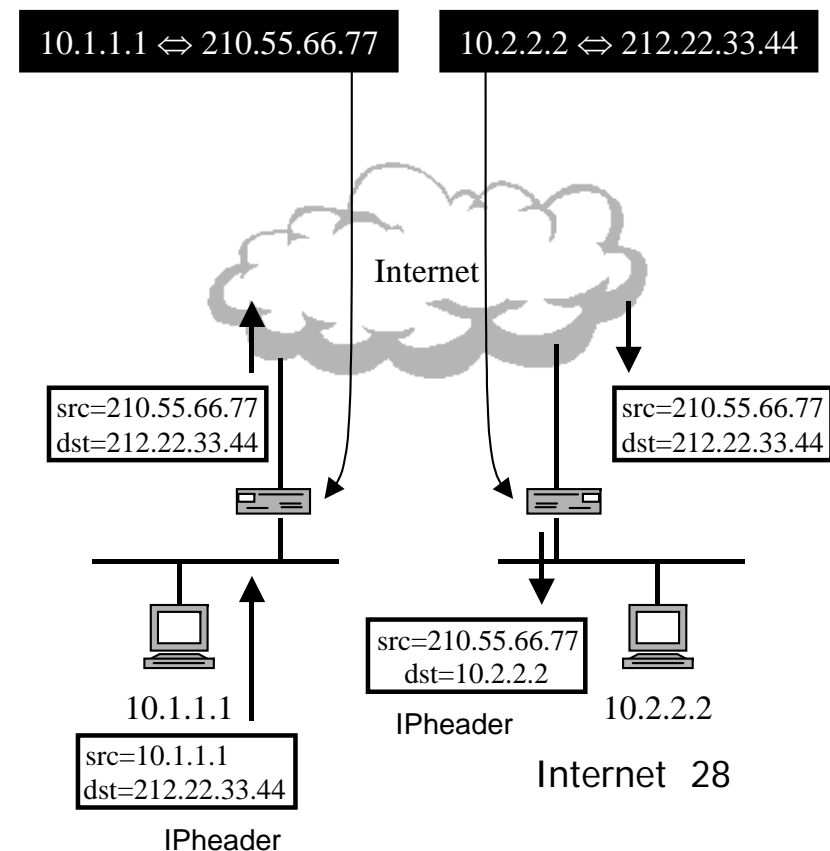 10.1.1.1 ⇔ 210.55.66.77
10.2.2.2 ⇔ 212.22.33.44
Internet
src=210.55.66.77
dst=212.22.33.44
src=210.55.66.77
dst=212.22.33.44
src=210.55.66.77
dst=10.2.2.2
IPheader
10.1.1.1
10.2.2.2
src=10.1.1.1
dst=212.22.33.44
IPheader
Internet 28